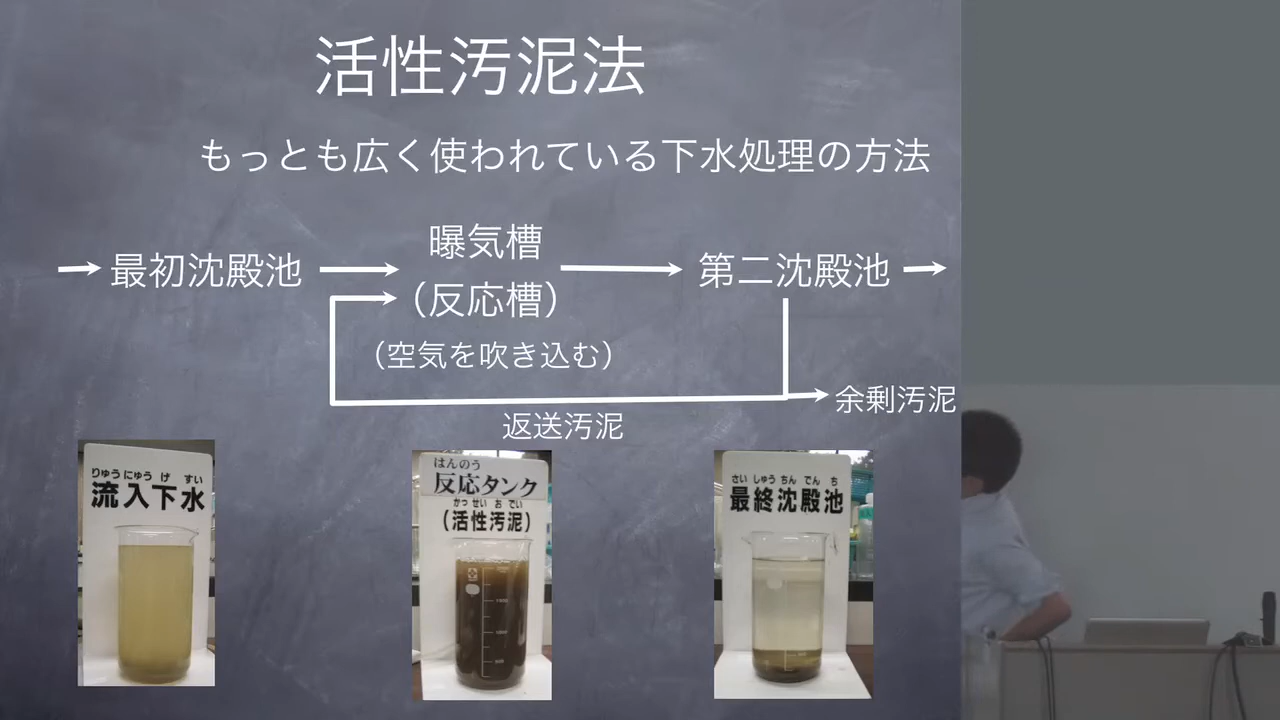 活性汚泥法
もっとも広く使われている下水処理の方法
最初沈殿池
曝気槽
（反応槽）
（空気を吹き込む）
第二沈殿池
余剰汚泥
返送汚泥
りゅうにゅうげすい
流入下水
はんのう
反応タンク
かっせいおでい
(活性汚泥)
さいしゅうちんでんち
最終沈殿池